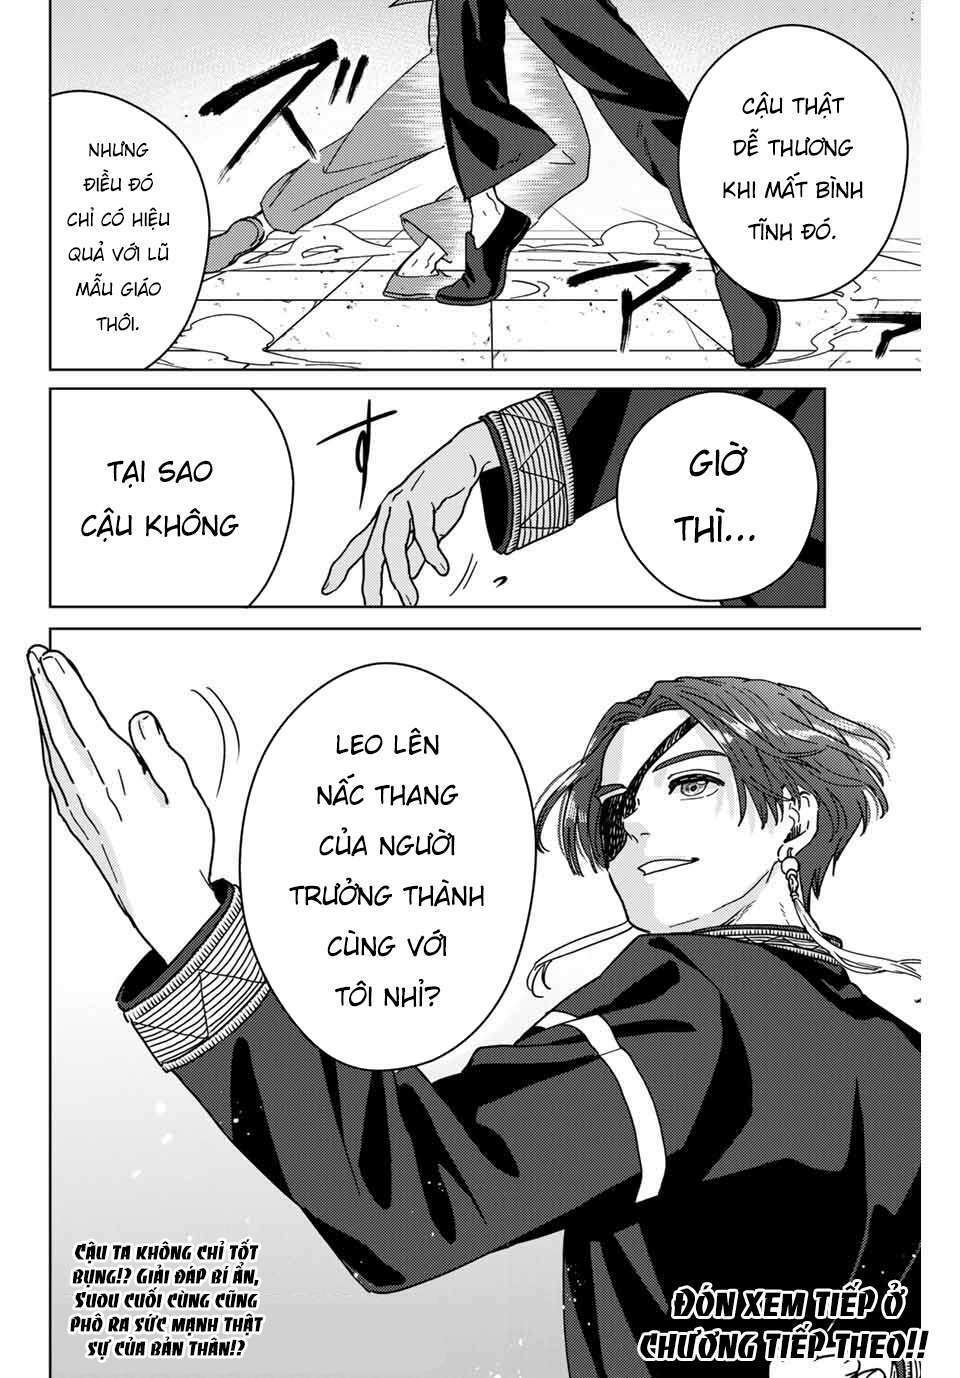 CẬU THẬT
DỄ THƯƠNG
KHI MẤT BÌNH
TĨNH ĐÓ.
NHƯNG
ĐIỀU ĐÓ
CHỈ CÓ HIỆU
QUẢ VỚI LŨ
MẪU GIÁO
THÔI.
GIỜ
THÌ...
TẠI SAO
CẬU KHÔNG
LEO LÊN
NẤC THANG
CỦA NGƯỜI
TRƯỞNG THÀNH
CÙNG VỚI
TÔI NHỈ?
CẬU TA KHÔNG CHỈ TỐT
BỤNG!? GIẢI ĐÁP BÍ ẨN,
SUOU CUỐI CÙNG CŨNG
PHÔ RA SỨC MẠNH THẬT
SỰ CỦA BẢN THÂN!?
ĐÓN XEM TIẾP Ở
CHƯƠNG TIẾP THEO!!